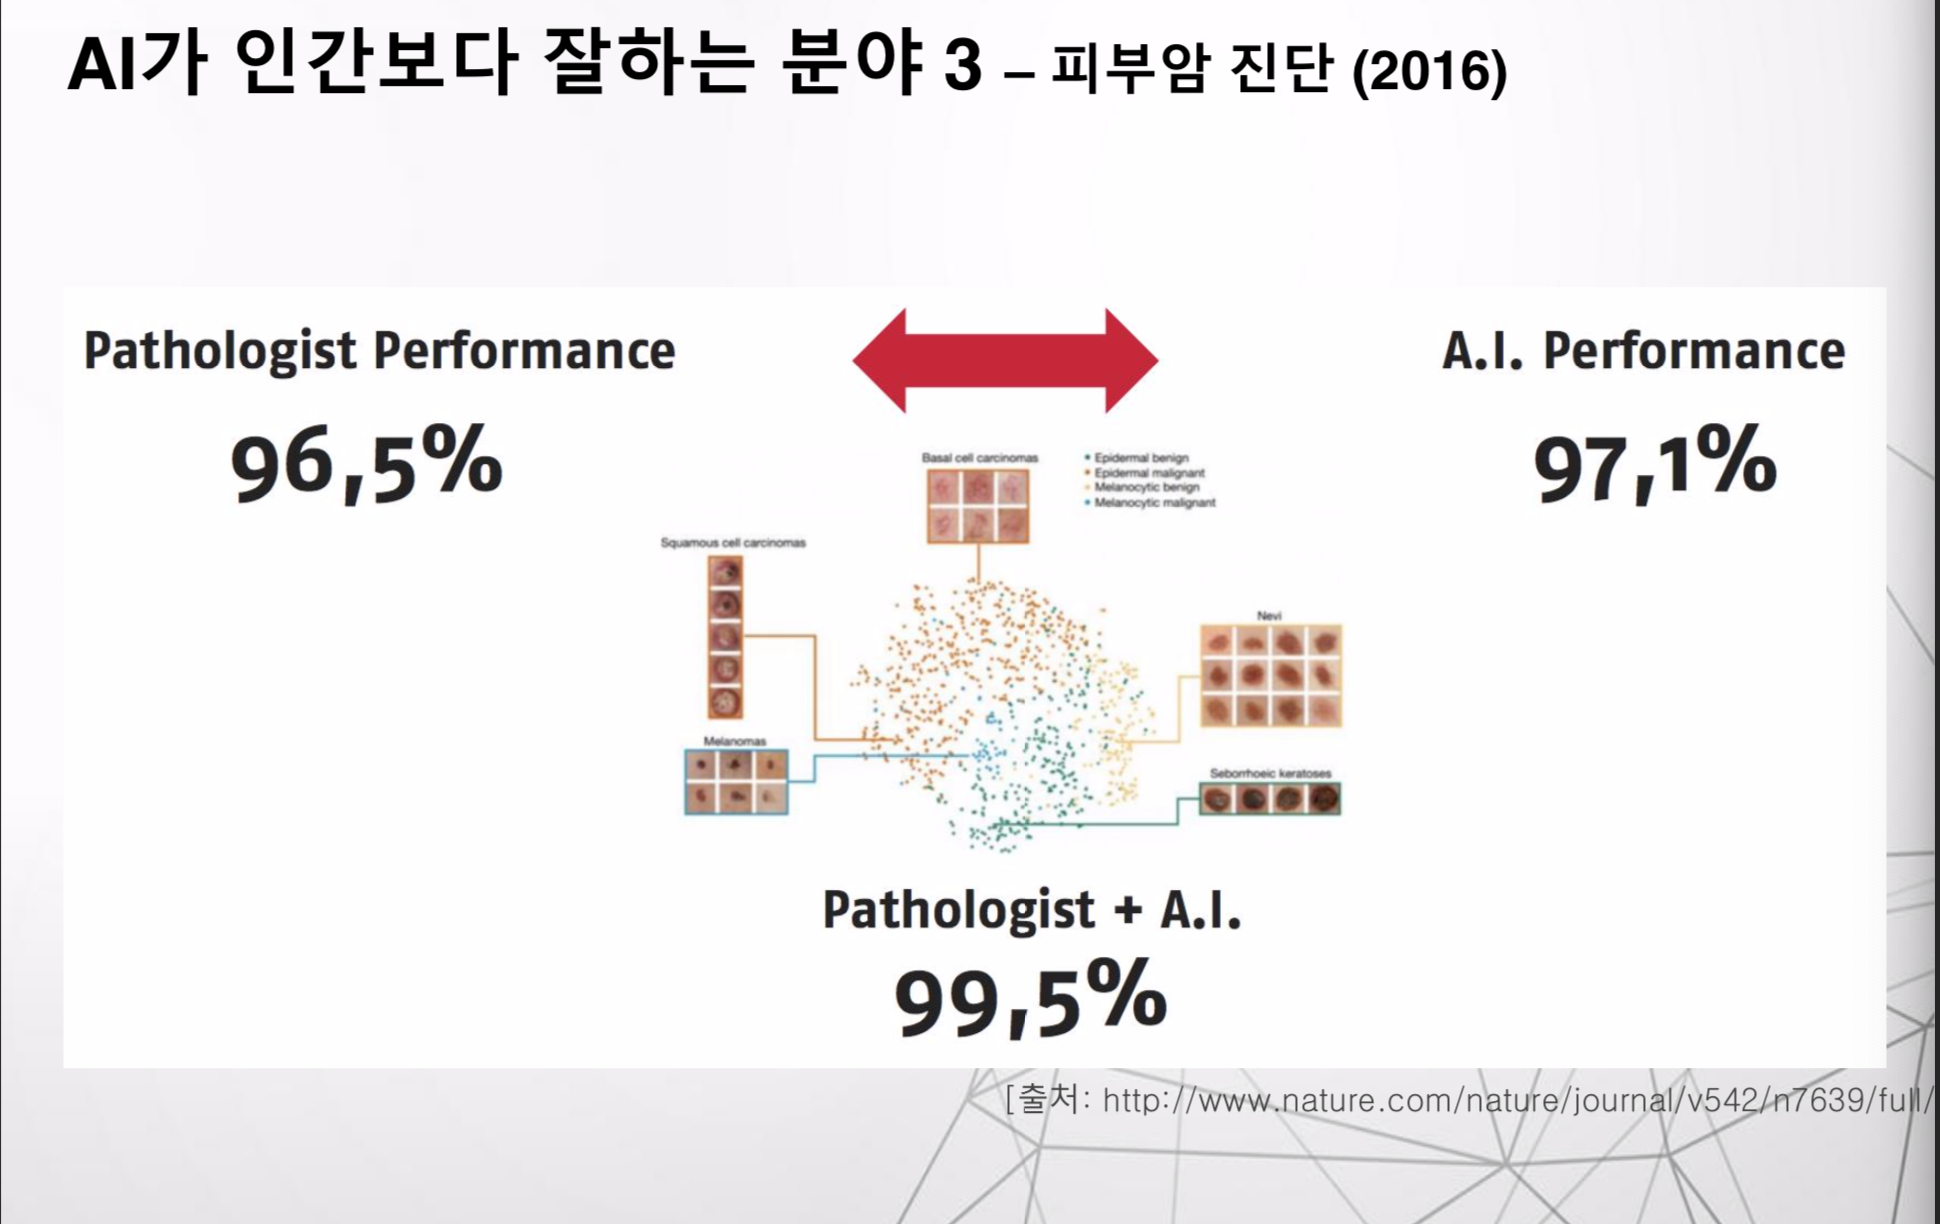 AI가 인간보다 잘하는 분야 3 – 피부암 진단 (2016)
Pathologist Performance
96,5%
A.I. Performance
97,1%
Basal cell carcinomas
Epidermal benign
Epidermal malignant
Melanocytic benign
Melanocytic malignant
Squamous cell carcinomas
Nevi
Melanomas
Seborrhoeic keratoses
Pathologist + A.I.
99,5%
[출처: http://www.nature.com/nature/journal/v542/n7639/full/